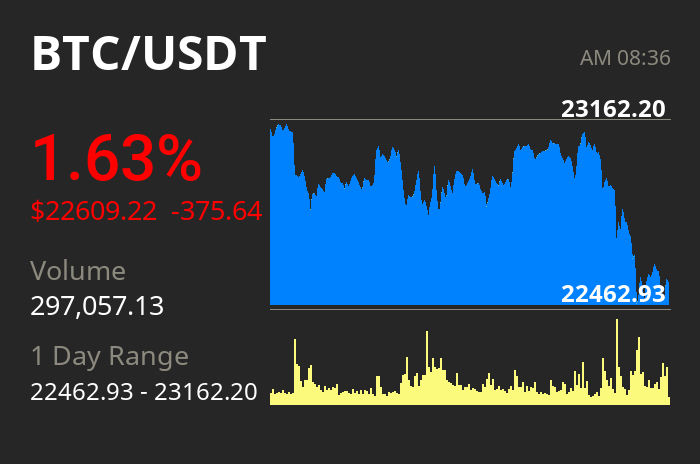 BTC/USDT
AM 08:36
23162.20
1.63%
$22609.22 -375.64
Volume
297,057.13
22462.93
1 Day Range
22462.93 - 23162.20